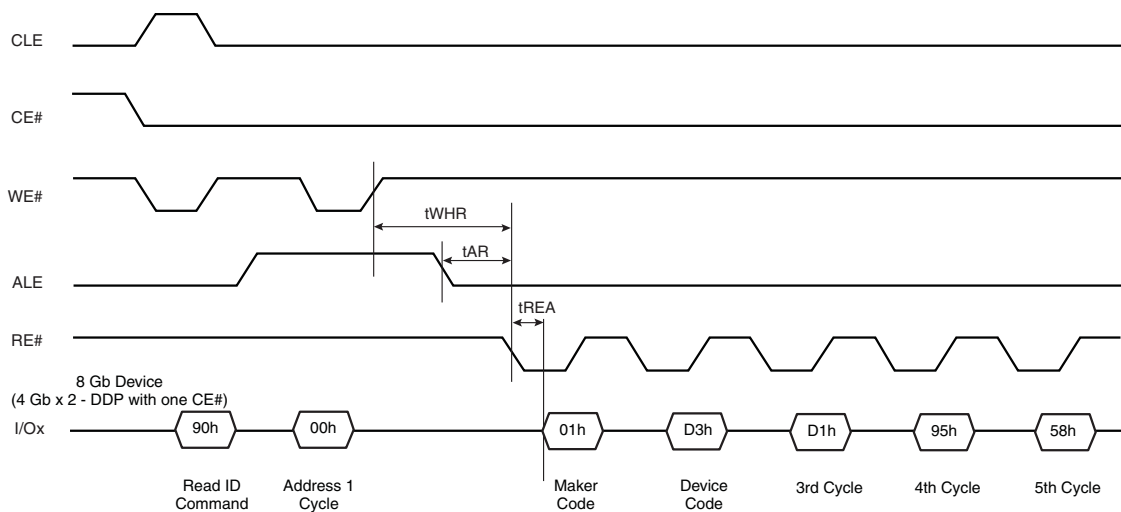 CLE
CE#
WE#
tWHR
tAR
ALE
tREA
RE#
8 Gb Device
(4 Gb x 2 - DDP with one CE#)
I/Ox
90h
00h
01h
D3h
D1h
95h
58h
Read ID
Command
Address 1
Cycle
Maker
Code
Device
Code
3rd Cycle
4th Cycle
5th Cycle